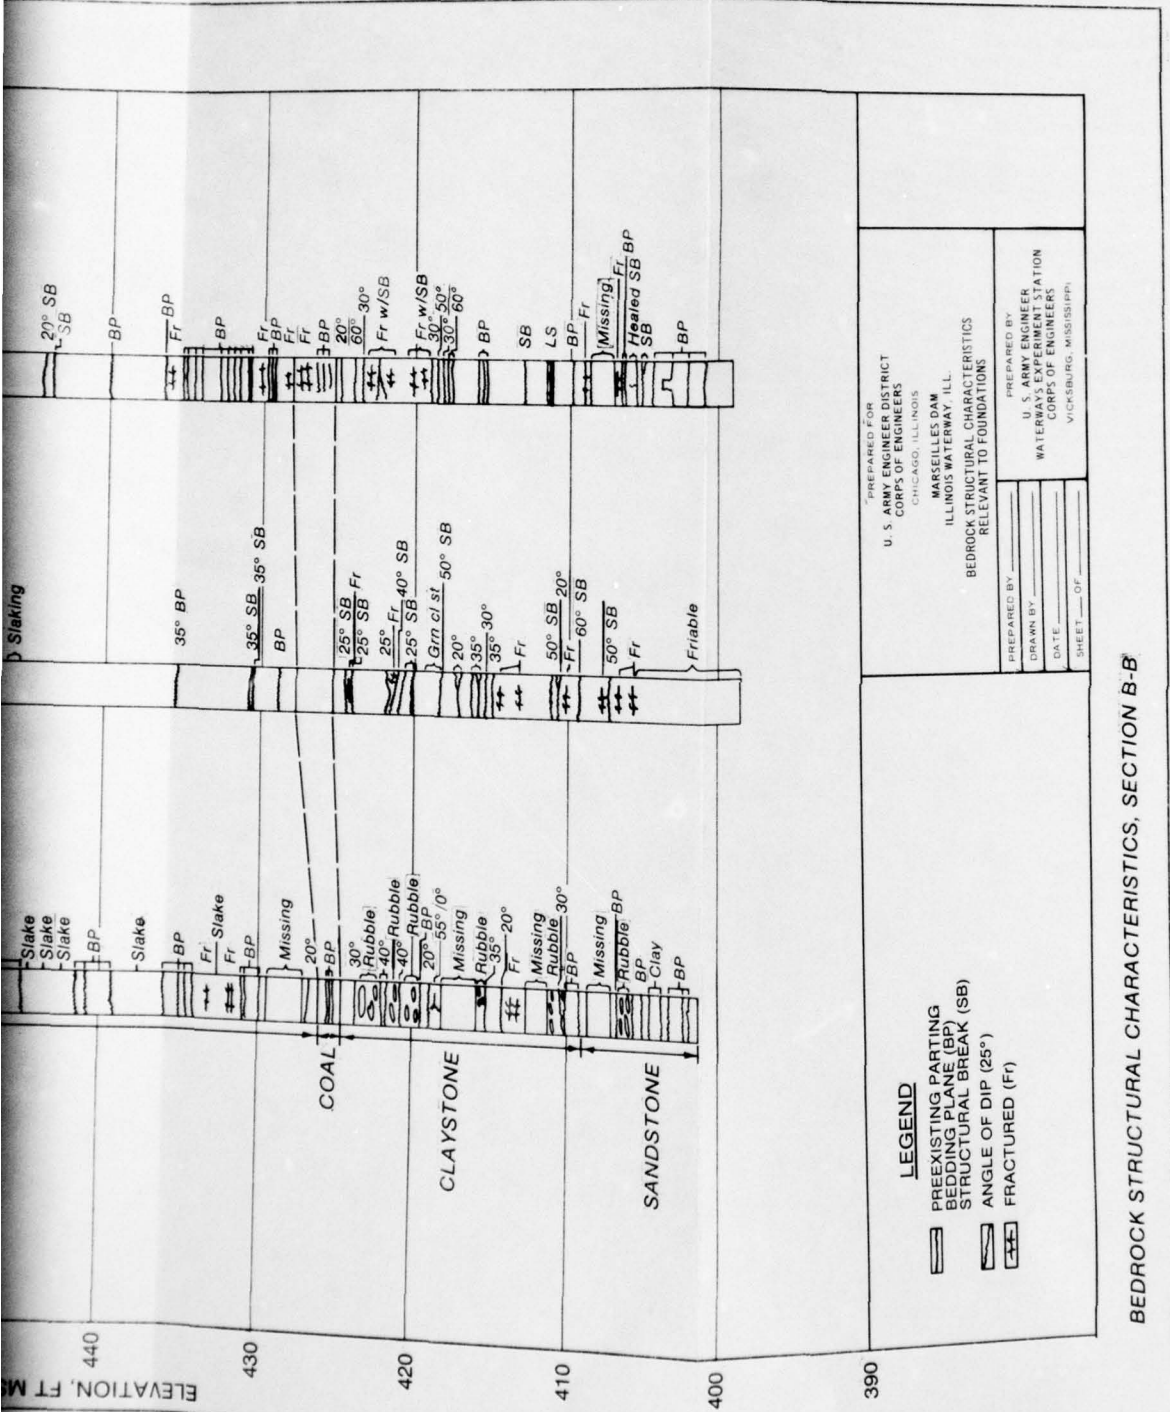 ELEVATION, FT MS
440
430
420
410
400
390
Slake
Slake
Slake
BP
Slake
BP
Fr
Slake
Fr
BP
Missing
20°
BP
30°
Rubble
40°
Rubble
40°
Rubble
20° BP
55°/0°
Missing
Rubble
35°
20°
Fr
Missing
Rubble
30°
BP
Missing
BP
Rubble
BP
Clay
BP
COAL
CLAYSTONE
SANDSTONE
Slaking
35° BP
35° SB
35° SB
BP
25° SB
Fr
25° SB
25°
Fr
40° SB
25° SB
Grn cl st
50° SB
20°
35°
30°
35°
Fr
50° SB
20°
Fr
60° SB
50° SB
Fr
Friable
20° SB
SB
BP
BP
Fr
BP
Fr
BP
Fr
Fr
BP
20°
60°
30°
Fr w/SB
Fr w/SB
30°
50°
30°
60°
BP
SB
LS
BP
Fr
Missing
Fr
BP
Healed SB
SB
BP
LEGEND
PREEXISTING PARTING
BEDDING PLANE (BP)
STRUCTURAL BREAK (SB)
ANGLE OF DIP (25°)
FRACTURED (Fr)
PREPARED FOR
U. S. ARMY ENGINEER DISTRICT
CORPS OF ENGINEERS
CHICAGO, ILLINOIS
MARSEILLES DAM
ILLINOIS WATERWAY, ILL.
BEDROCK STRUCTURAL CHARACTERISTICS
RELEVANT TO FOUNDATIONS
PREPARED BY
DRAWN BY
DATE
SHEET OF
PREPARED BY
U. S. ARMY ENGINEER
WATERWAYS EXPERIMENT STATION
CORPS OF ENGINEERS
VICKSBURG, MISSISSIPPI
BEDROCK STRUCTURAL CHARACTERISTICS, SECTION B-B